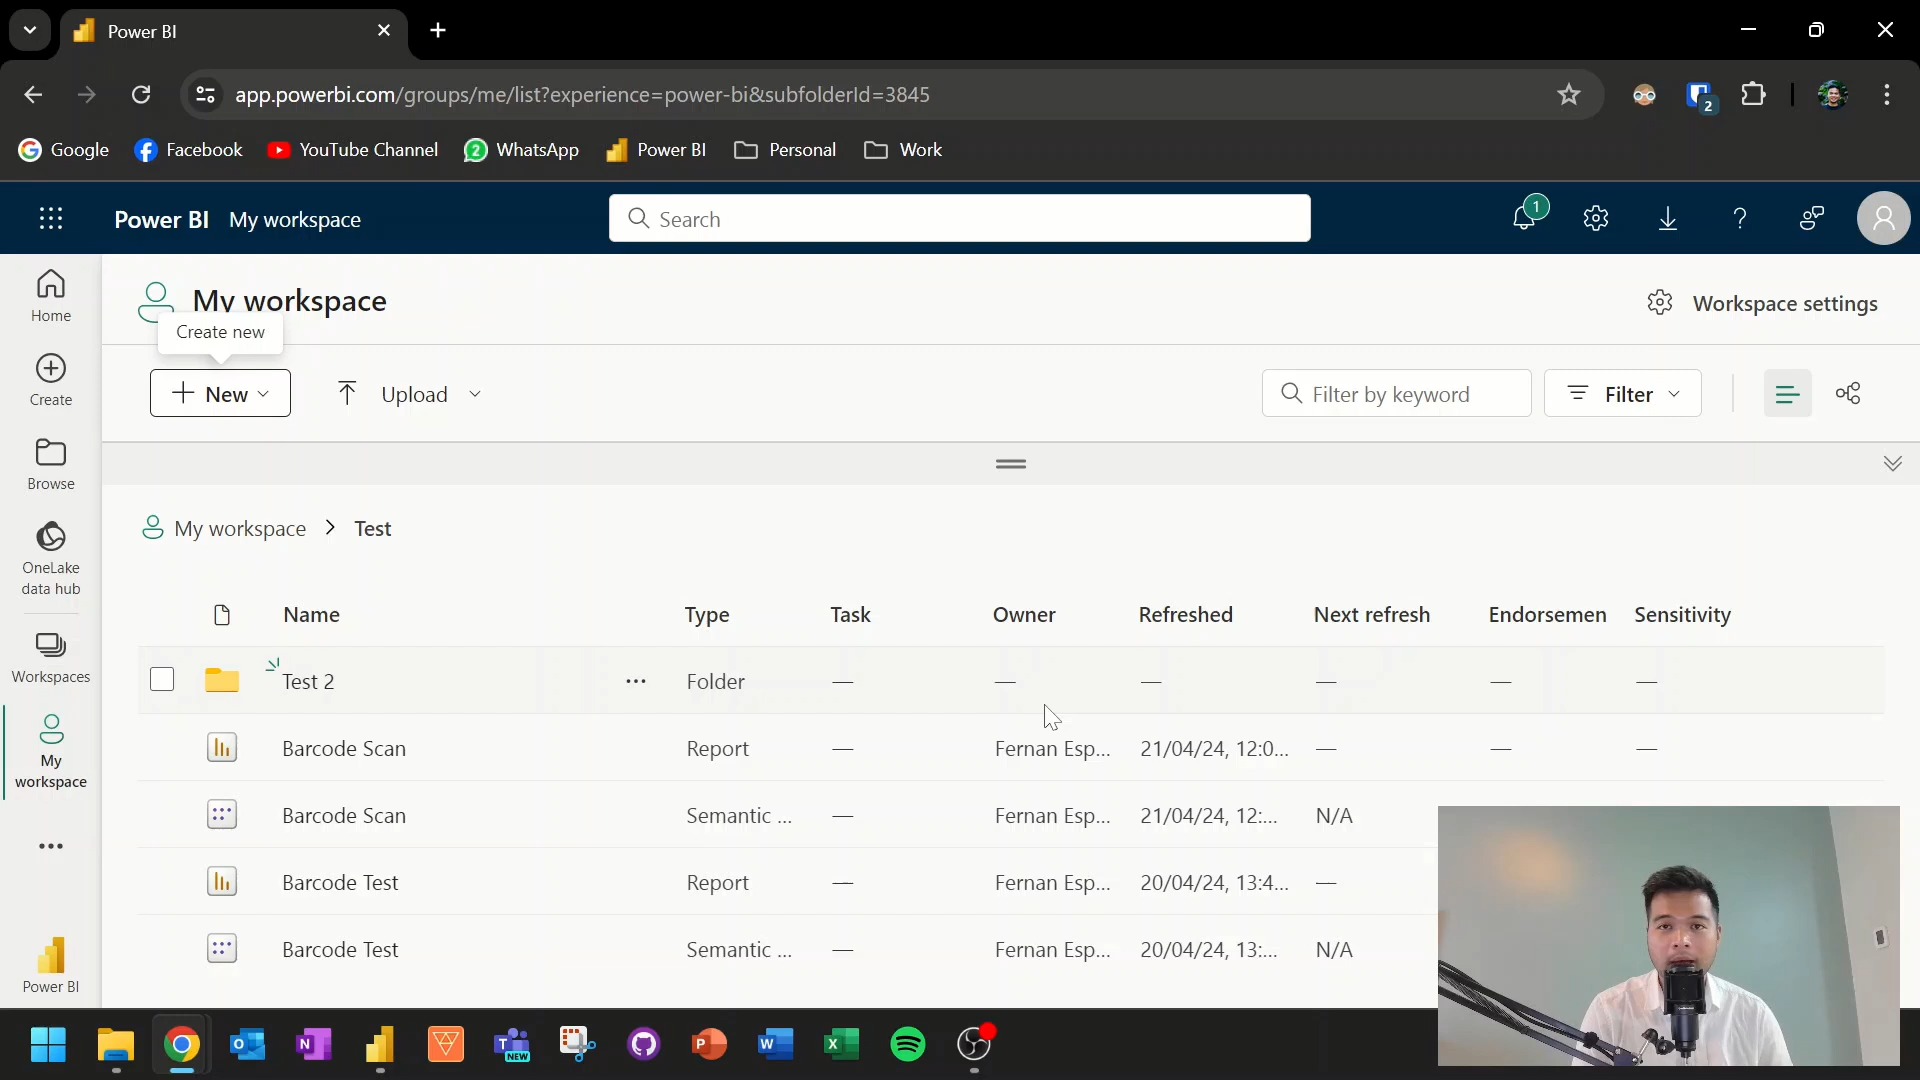 Power BI
app.powerbi.com/groups/me/list?experience=power-bi&subfolderId=3845
2
Google
Facebook
YouTube Channel
2
WhatsApp
Power BI
Personal
Work
Power BI My workspace
Search
1
My workspace
Workspace settings
Create new
New
Upload
Filter by keyword
Filter
Home
Create
Browse
OneLake
data hub
Workspaces
My
workspace
Power BI
My workspace > Test
Name Type Task Owner Refreshed Next refresh Endorsemen Sensitivity
Test 2 ... Folder — — — — — —
Barcode Scan Report — Fernan Esp... 21/04/24, 12:0... — — —
Barcode Scan Semantic ... — Fernan Esp... 21/04/24, 12:... N/A
Barcode Test Report — Fernan Esp... 20/04/24, 13:4... —
Barcode Test Semantic ... — Fernan Esp... 20/04/24, 13:... N/A
NEW